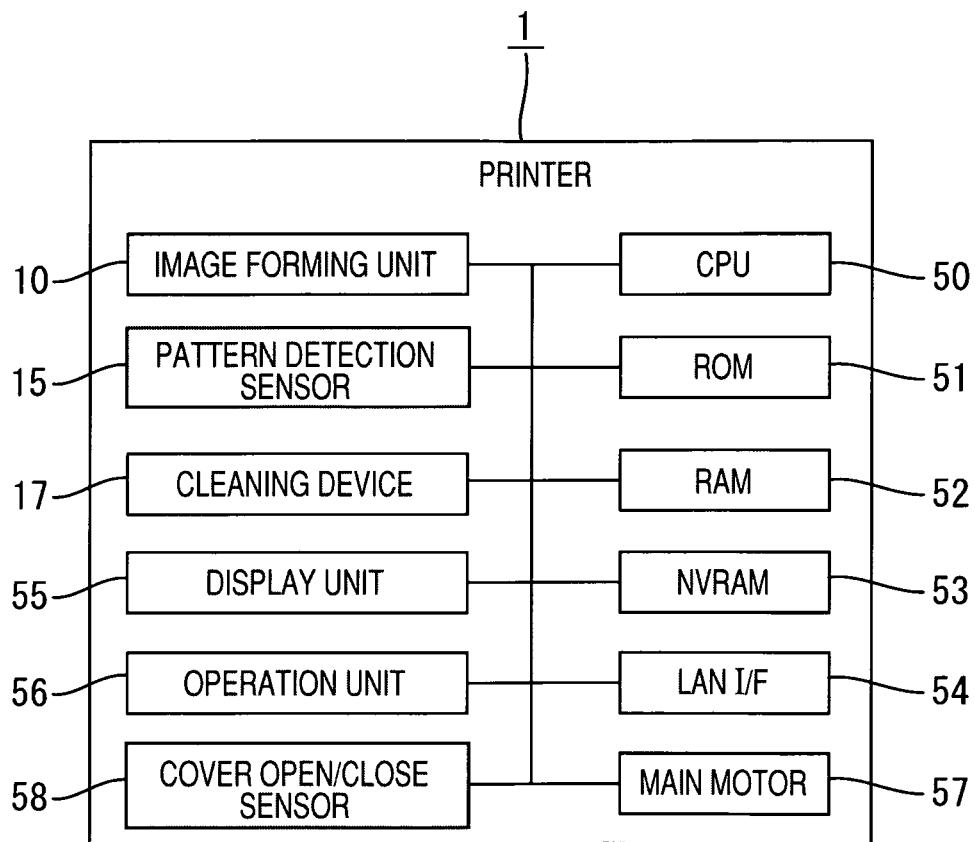 1
PRINTER
10 IMAGE FORMING UNIT CPU 50
15 PATTERN DETECTION SENSOR ROM 51
17 CLEANING DEVICE RAM 52
55 DISPLAY UNIT NVRAM 53
56 OPERATION UNIT LAN I/F 54
58 COVER OPEN/CLOSE SENSOR MAIN MOTOR 57